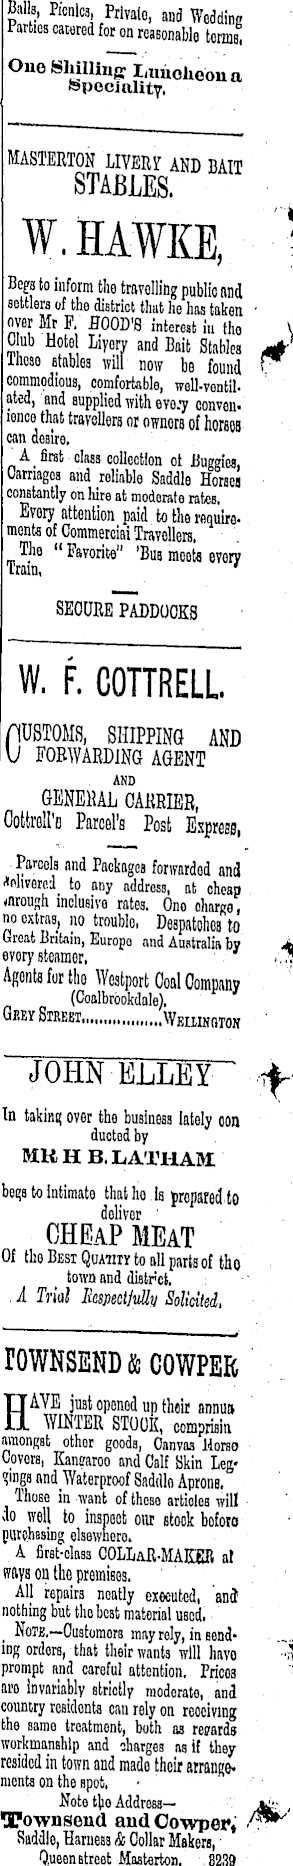 Balls, Picnics, Private, and Wedding
Parties catered for on reasonable terms.
One Shilling Luncheon a
Speciality.
MASTERTON LIVERY AND BAIT
STABLES.
W. HAWKE,
Begs to inform the travelling public and
settlers of the district that he has taken
over Mr F. HOOD'S interest in the
Club Hotel Livery and Bait Stables
These stables will now be found
commodious, comfortable, well-ventil-
ated, and supplied with every conven-
ience that travellers or owners of horses
can desire.
A first class collection of Buggies,
Carriages and reliable Saddle Horses
constantly on hire at moderate rates.
Every attention paid to the require-
ments of Commercial Travellers.
The "Favorite" 'Bus meets every
Train.
SECURE PADDOCKS
W. F. COTTRELL.
CUSTOMS, SHIPPING AND
FORWARDING AGENT
AND
GENERAL CARRIER,
Cottrell's Parcel's Post Express,
Parcels and Packages forwarded and
delivered to any address, at cheap
through inclusive rates. One charge,
no extras, no trouble. Despatches to
Great Britain, Europe and Australia by
every steamer.
Agents for the Westport Coal Company
(Coalbrookdale).
GREY STREET.................WELLINGTON
JOHN ELLEY
In taking over the business lately con
ducted by
MR H B. LATHAM
begs to intimate that he is prepared to
deliver
CHEAP MEAT
Of the BEST QUATITY to all parts of the
town and district.
A Trial Respectfully Solicited.
TOWNSEND & COWPER
HAVE just opened up their annua
WINTER STOCK, comprisin
amongst other goods, Canvas Horse
Covers, Kangaroo and Calf Skin Leg-
gings and Waterproof Saddle Aprons.
Those in want of these articles will
do well to inspect our stock before
purchasing elsewhere.
A first-class COLLAR-MAKER al
ways on the premises.
All repairs neatly executed, and
nothing but the best material used.
NOTE.—Customers may rely, in send-
ing orders, that their wants will have
prompt and careful attention. Prices
are invariably strictly moderate, and
country residents can rely on receiving
the same treatment, both as regards
workmanship and charges as if they
resided in town and made their arrange-
ments on the spot.
Note the Address—
Townsend and Cowper,
Saddle, Harness & Collar Makers,
Queen street Masterton. 3239